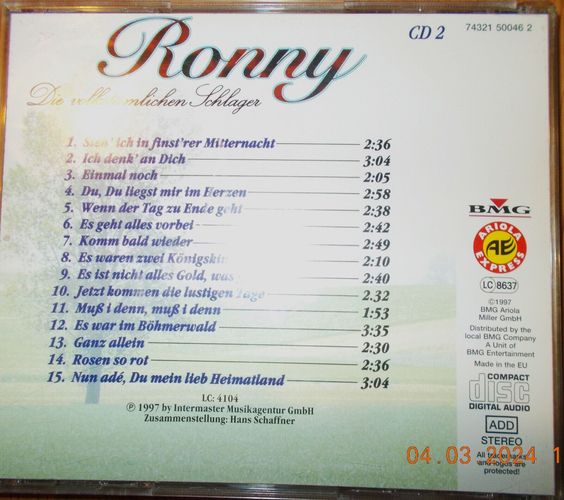 Ronny
CD 2
74321 50046 2
Die volkstümlichen Schlager
1. Steh' ich in finst'rer Mitternacht 2:36
2. Ich denk' an Dich 3:04
3. Einmal noch 2:05
4. Du, Du liegst mir im Herzen 2:58
5. Wenn der Tag zu Ende geht 2:38
6. Es geht alles vorbei 2:42
7. Komm bald wieder 2:49
8. Es waren zwei 2:10
9. Es ist nicht alles Gold, was 2:40
10. Jetzt kommen die lustigen Tage 2:32
11. Muß i denn, muß i denn 1:53
12. Es war im Böhmerwald 3:35
13. Ganz allein 2:30
14. Rosen so rot 2:36
15. Nun adé, Du mein lieb Heimatland 3:04
LC: 4104
℗ 1997 by Intermaster Musikagentur GmbH
Zusammenstellung: Hans Schaffner
BMG
ARIOLA
AE
EXPRESS
LC 8637
©1997
BMG Ariola
Miller GmbH
Distributed by the
local BMG Company
A Unit of
BMG Entertainment
Made in the EU
COMPACT
disc
DIGITAL AUDIO
ADD
STEREO
All trademarks
and logos are
protected!
04.03.2024 1